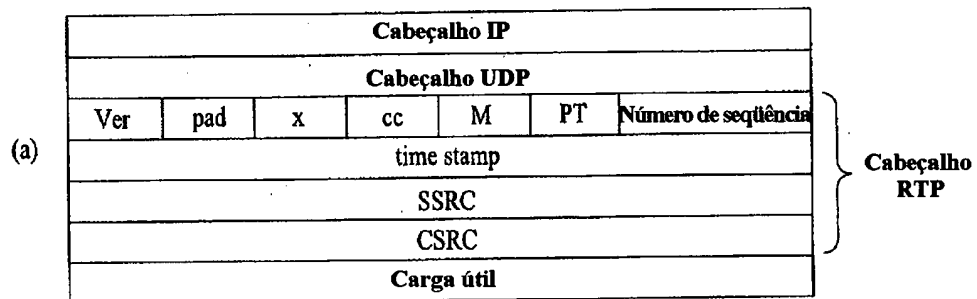 Cabeçalho IP
Cabeçalho UDP
Ver pad x cc M PT Número de seqüência
(a)
time stamp
Cabeçalho RTP
SSRC
CSRC
Carga útil